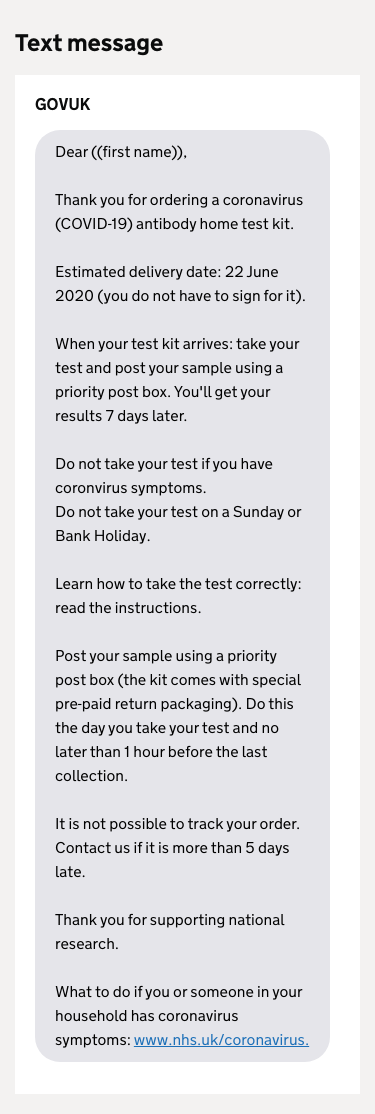 Text message
GOVUK
Dear ((first name)),
Thank you for ordering a coronavirus
(COVID-19) antibody home test kit.
Estimated delivery date: 22 June
2020 (you do not have to sign for it).
When your test kit arrives: take your
test and post your sample using a
priority post box. You'll get your
results 7 days later.
Do not take your test if you have
coronvirus symptoms.
Do not take your test on a Sunday or
Bank Holiday.
Learn how to take the test correctly:
read the instructions.
Post your sample using a priority
post box (the kit comes with special
pre-paid return packaging). Do this
the day you take your test and no
later than 1 hour before the last
collection.
It is not possible to track your order.
Contact us if it is more than 5 days
late.
Thank you for supporting national
research.
What to do if you or someone in your
household has coronavirus
symptoms: www.nhs.uk/coronavirus.